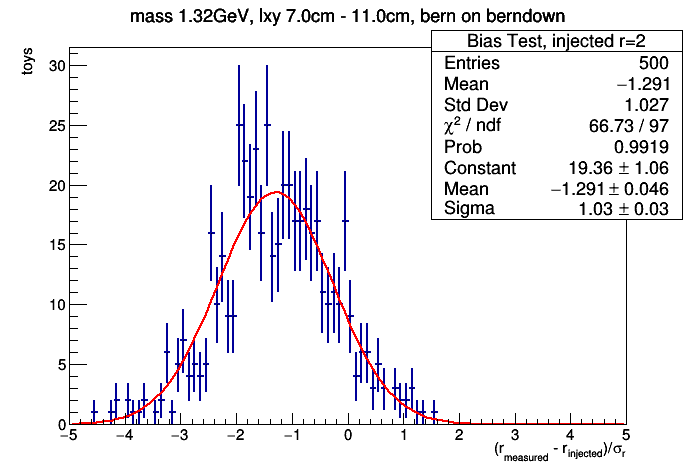 mass 1.32GeV, lxy 7.0cm - 11.0cm, bern on berndown
Bias Test, injected r=2
Entries 500
Mean −1.291
Std Dev 1.027
χ² / ndf 66.73 / 97
Prob 0.9919
Constant 19.36 ± 1.06
Mean −1.291 ± 0.046
Sigma 1.03 ± 0.03
toys
30
25
20
15
10
5
0
−5 −4 −3 −2 −1 0 1 2 3 4 5
(r_measured - r_injected)/σ_r